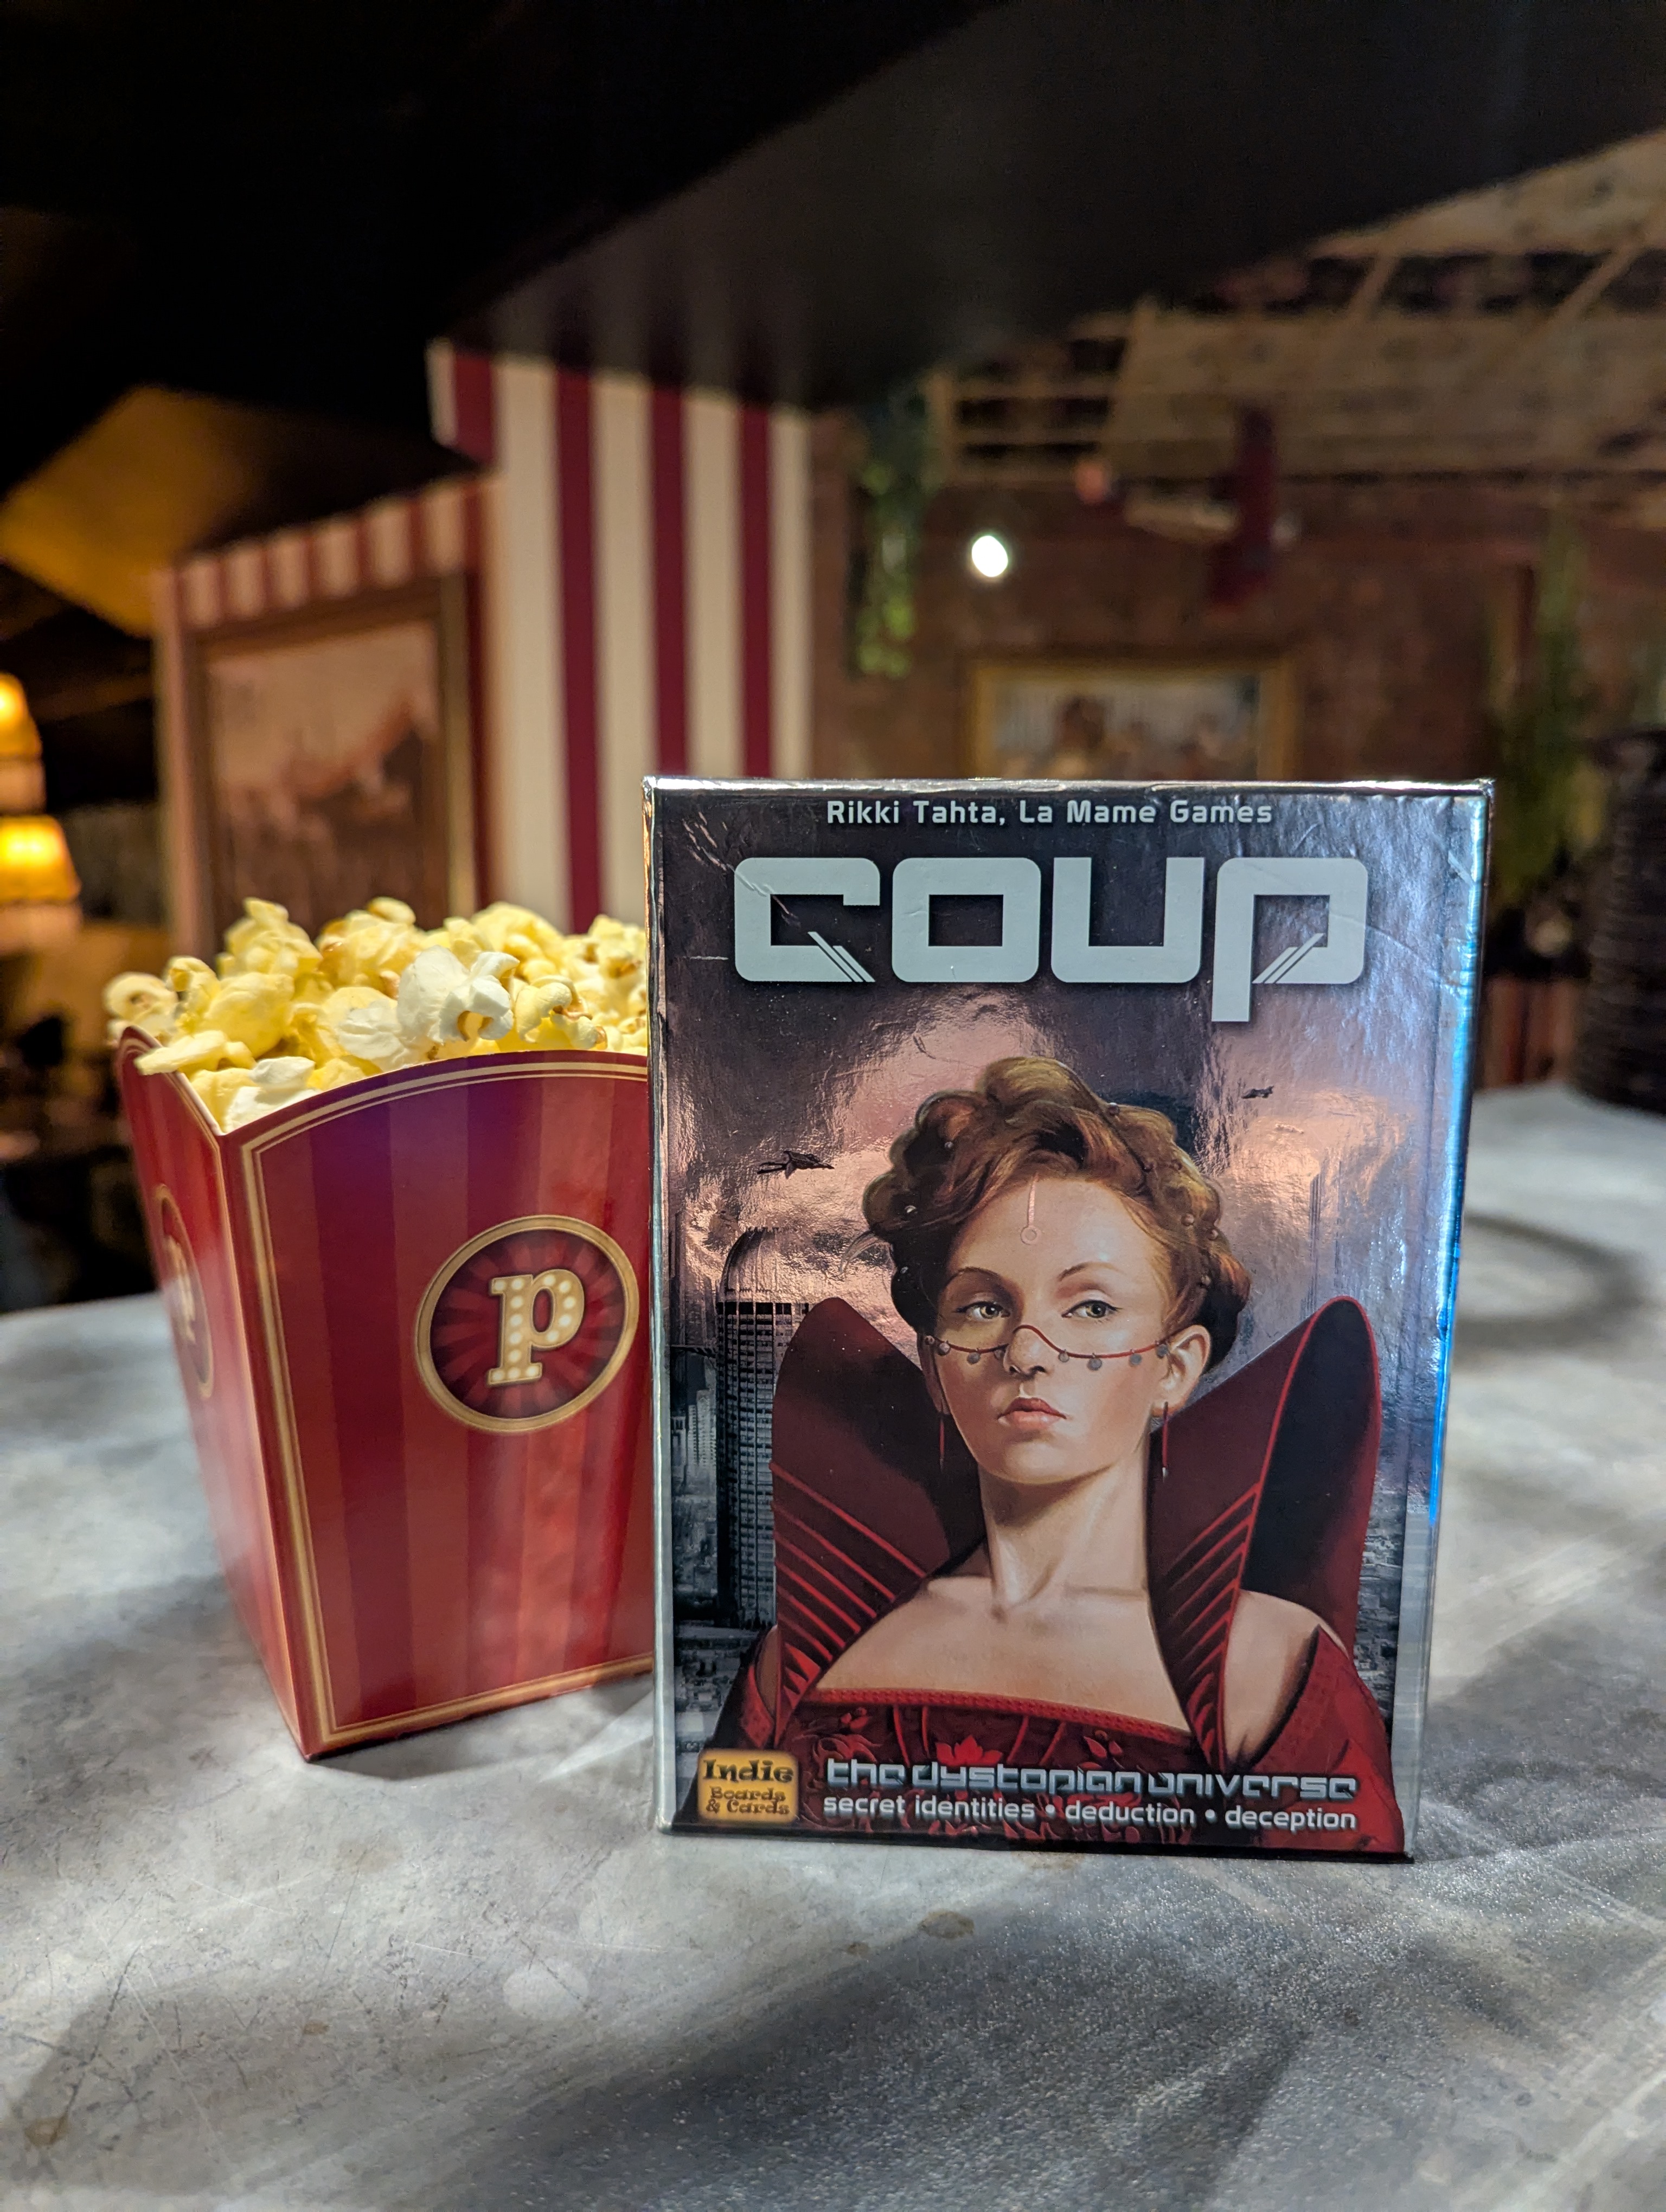 Rikki Tahta, La Mame Games
COUP
p
Indie
Boards
& Cards
the dystopian universe
secret identities • deduction • deception